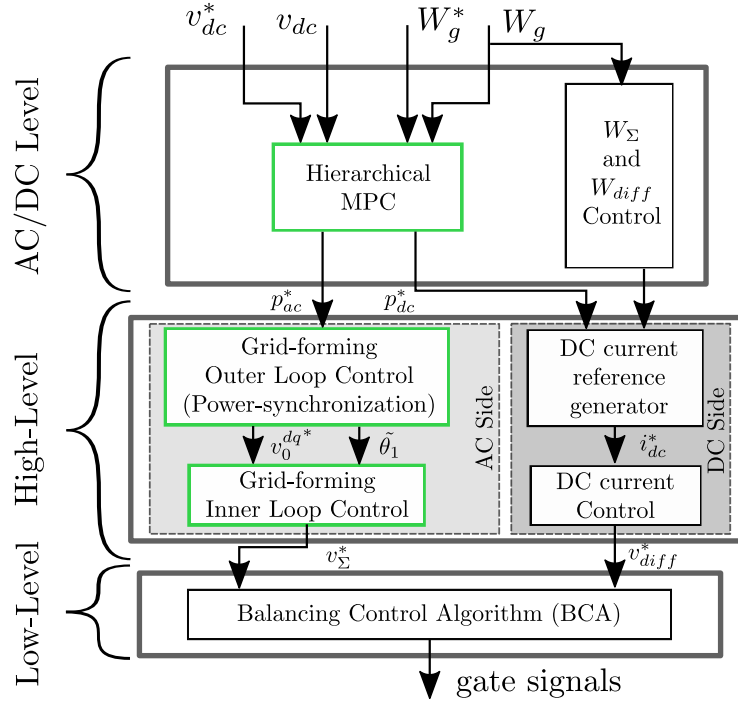 v*dc vdc W*g Wg
AC/DC Level
Hierarchical
MPC
WΣ
and
Wdiff
Control
p*ac p*dc
High-Level
Grid-forming
Outer Loop Control
(Power-synchronization)
v0^dq* θ̃1
Grid-forming
Inner Loop Control
AC Side
DC current
reference
generator
i*dc
DC current
Control
DC Side
v*Σ v*diff
Low-Level
Balancing Control Algorithm (BCA)
gate signals